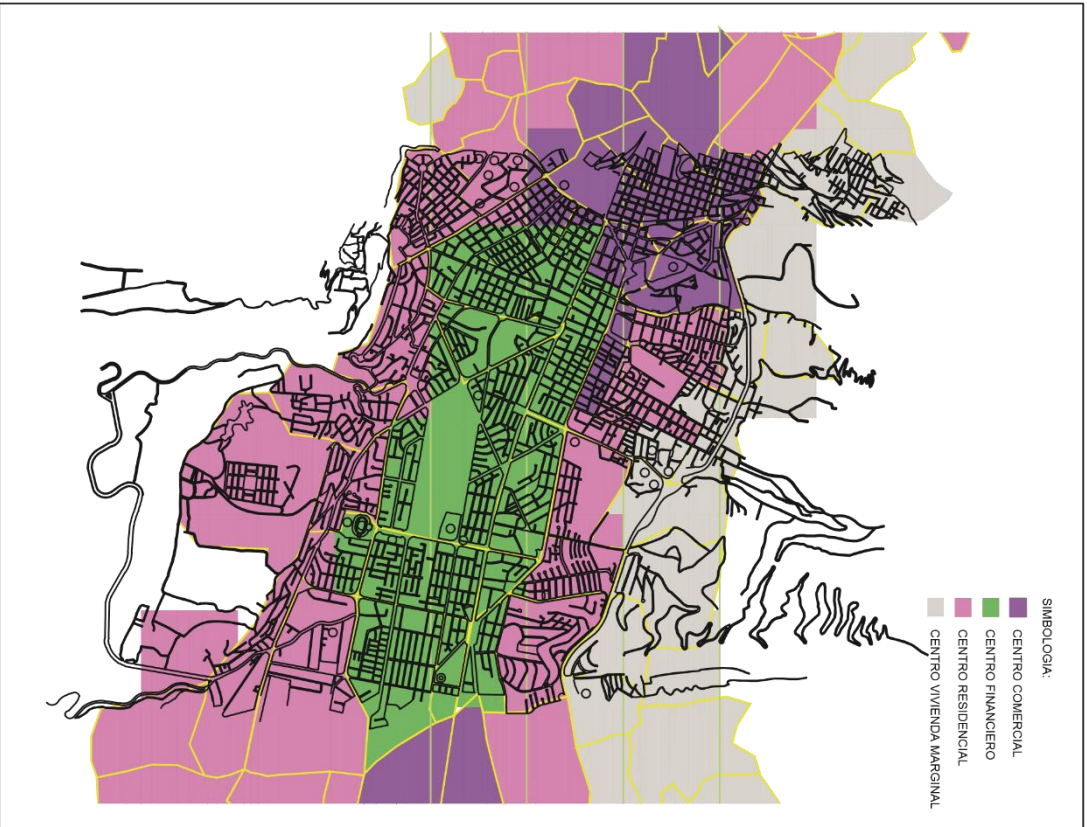 SIMBOLOGIA:
CENTRO COMERCIAL
CENTRO FINANCIERO
CENTRO RESIDENCIAL
CENTRO VIVIENDA MARGINAL